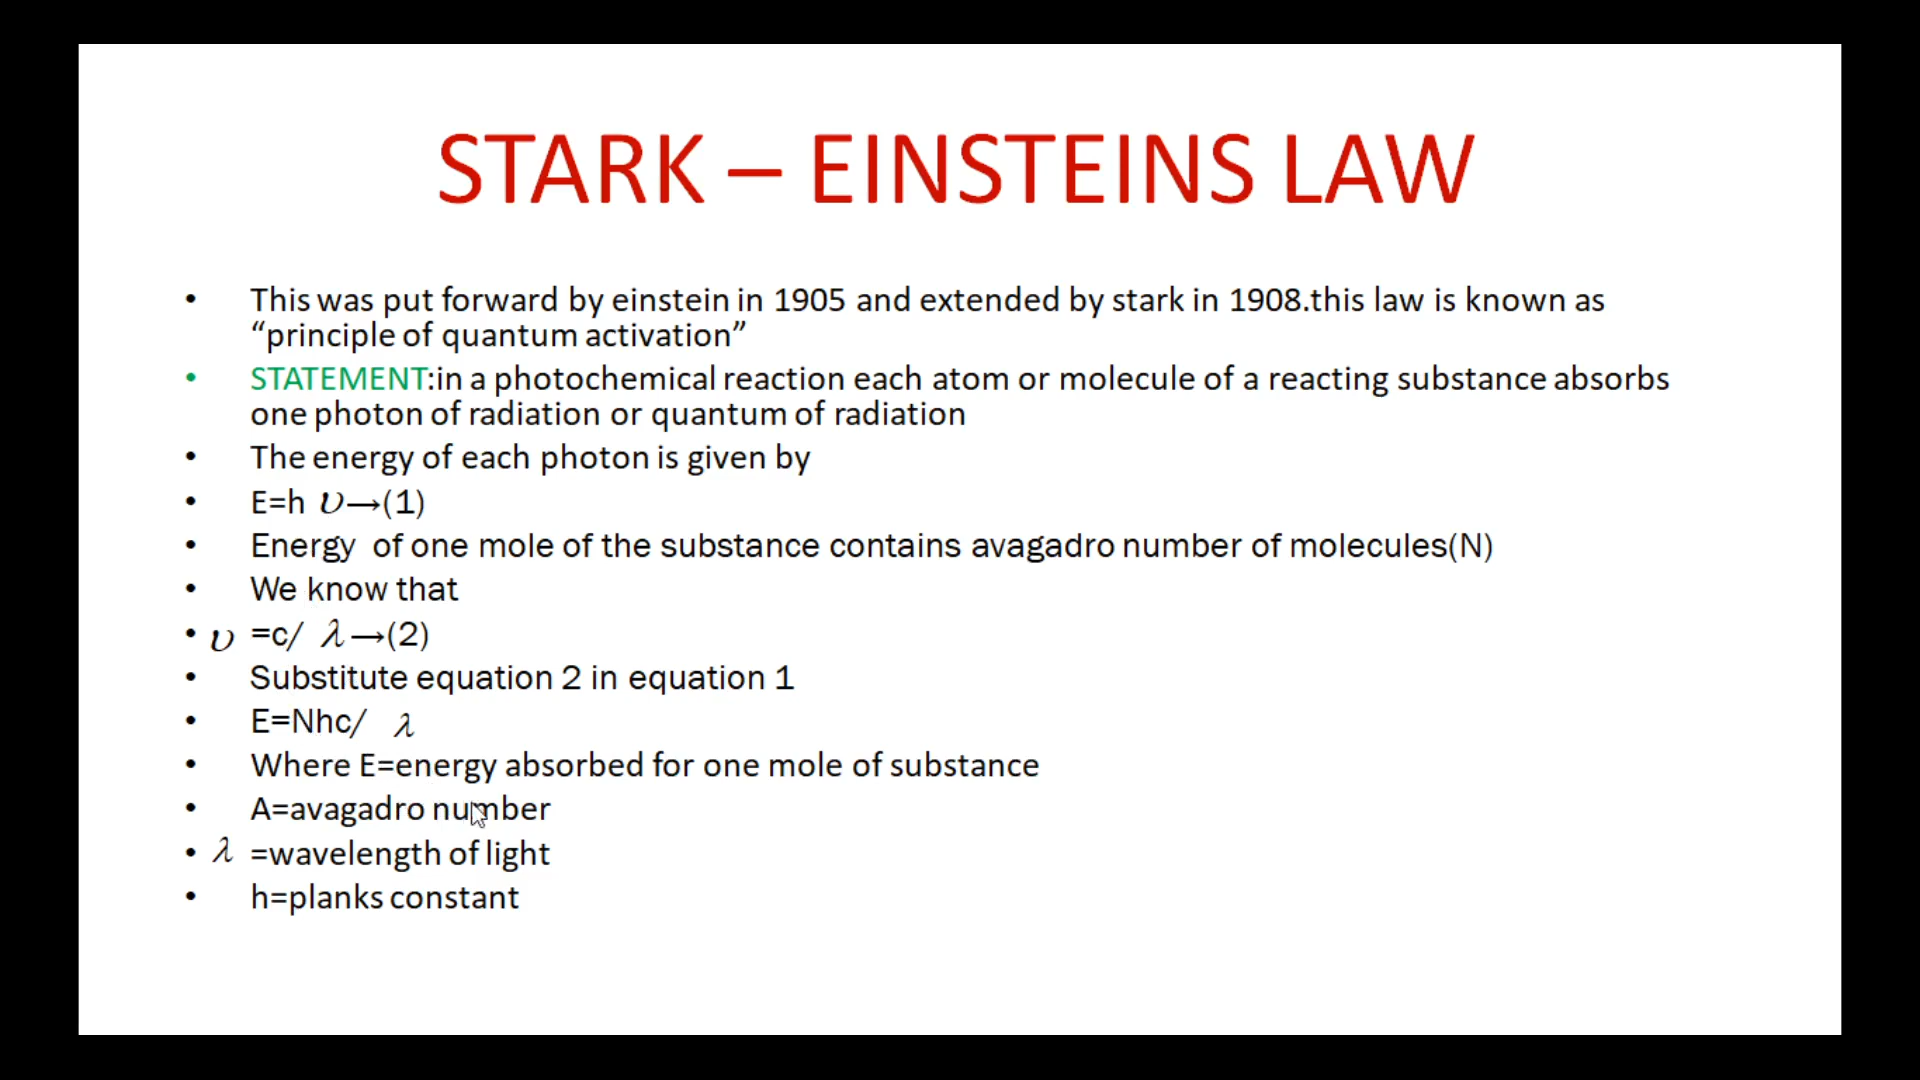 STARK – EINSTEINS LAW
• This was put forward by einstein in 1905 and extended by stark in 1908.this law is known as
“principle of quantum activation”
• STATEMENT:in a photochemical reaction each atom or molecule of a reacting substance absorbs
one photon of radiation or quantum of radiation
• The energy of each photon is given by
• E=h υ→(1)
• Energy of one mole of the substance contains avagadro number of molecules(N)
• We know that
• υ =c/ λ→(2)
• Substitute equation 2 in equation 1
• E=Nhc/ λ
• Where E=energy absorbed for one mole of substance
• A=avagadro number
• λ =wavelength of light
• h=planks constant